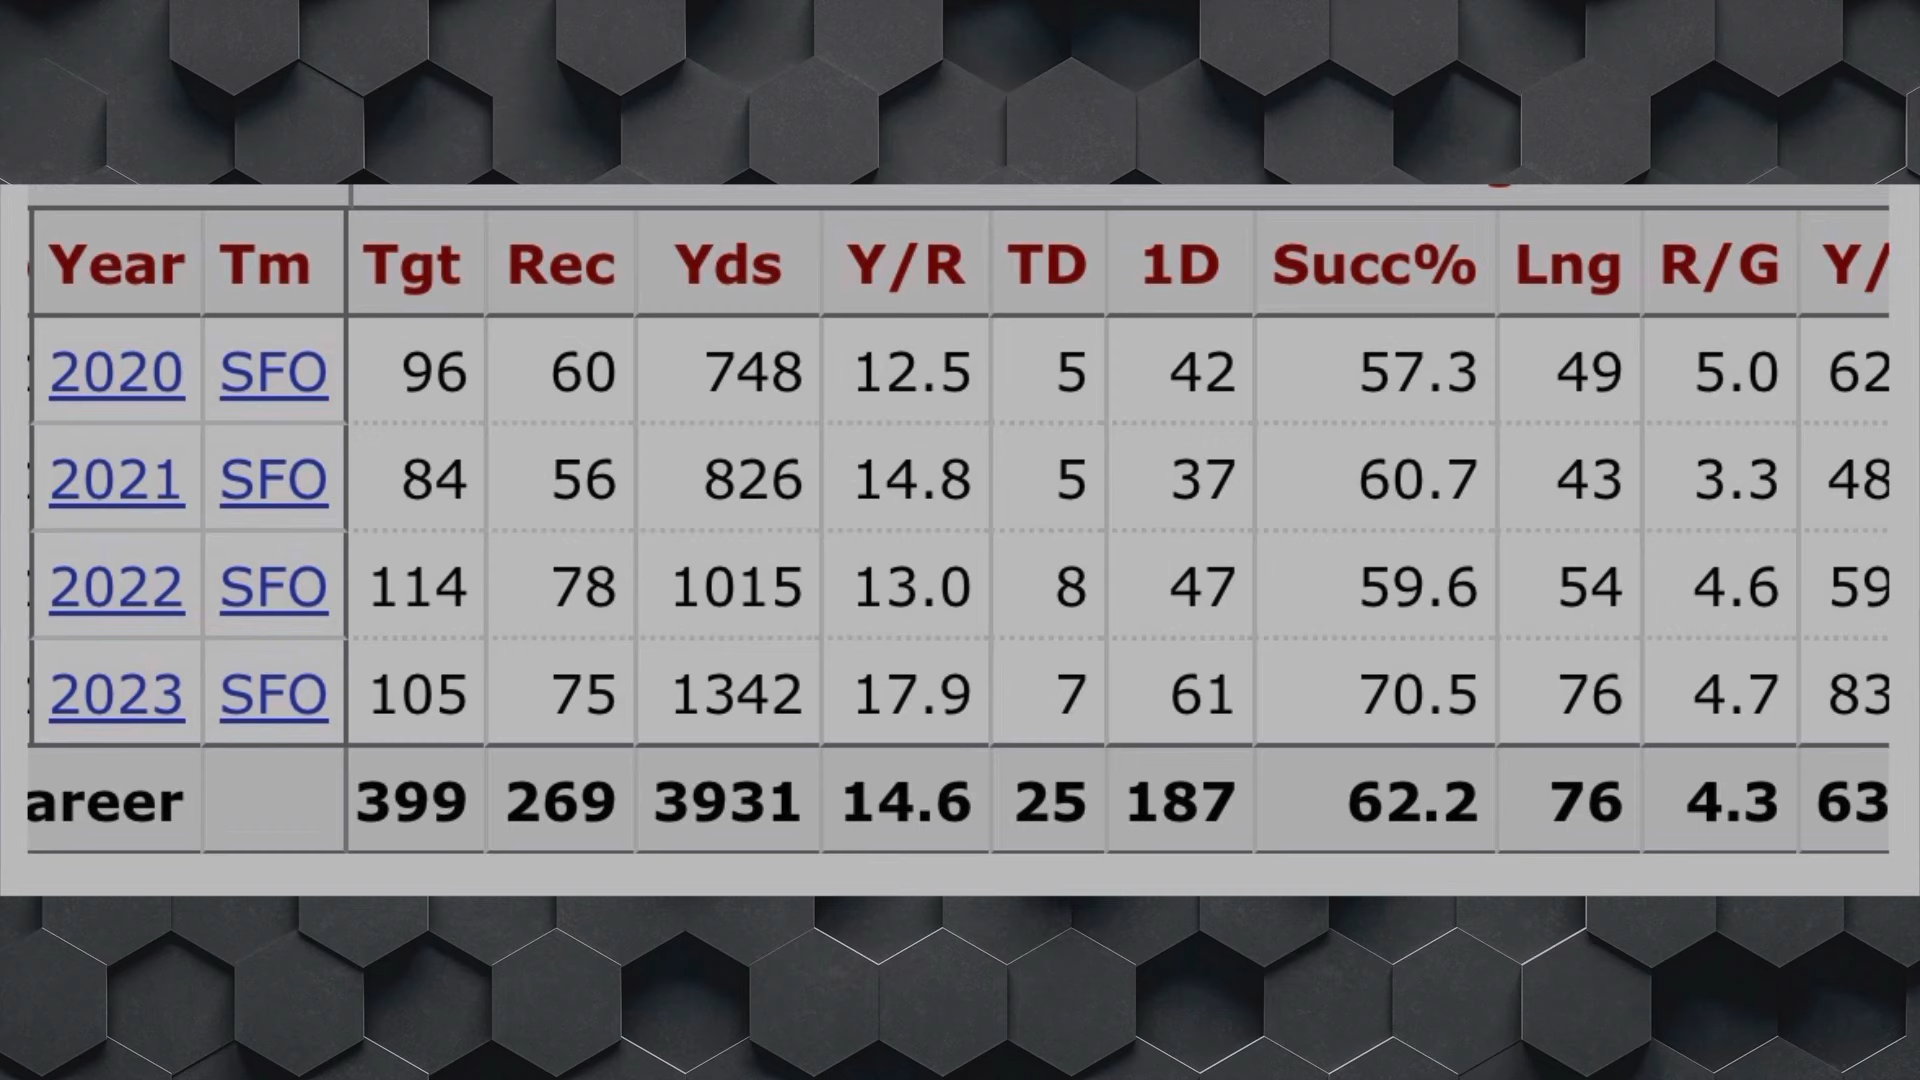 Year Tm Tgt Rec Yds Y/R TD 1D Succ% Lng R/G Y/
2020 SFO 96 60 748 12.5 5 42 57.3 49 5.0 62
2021 SFO 84 56 826 14.8 5 37 60.7 43 3.3 48
2022 SFO 114 78 1015 13.0 8 47 59.6 54 4.6 59
2023 SFO 105 75 1342 17.9 7 61 70.5 76 4.7 83
areer 399 269 3931 14.6 25 187 62.2 76 4.3 63